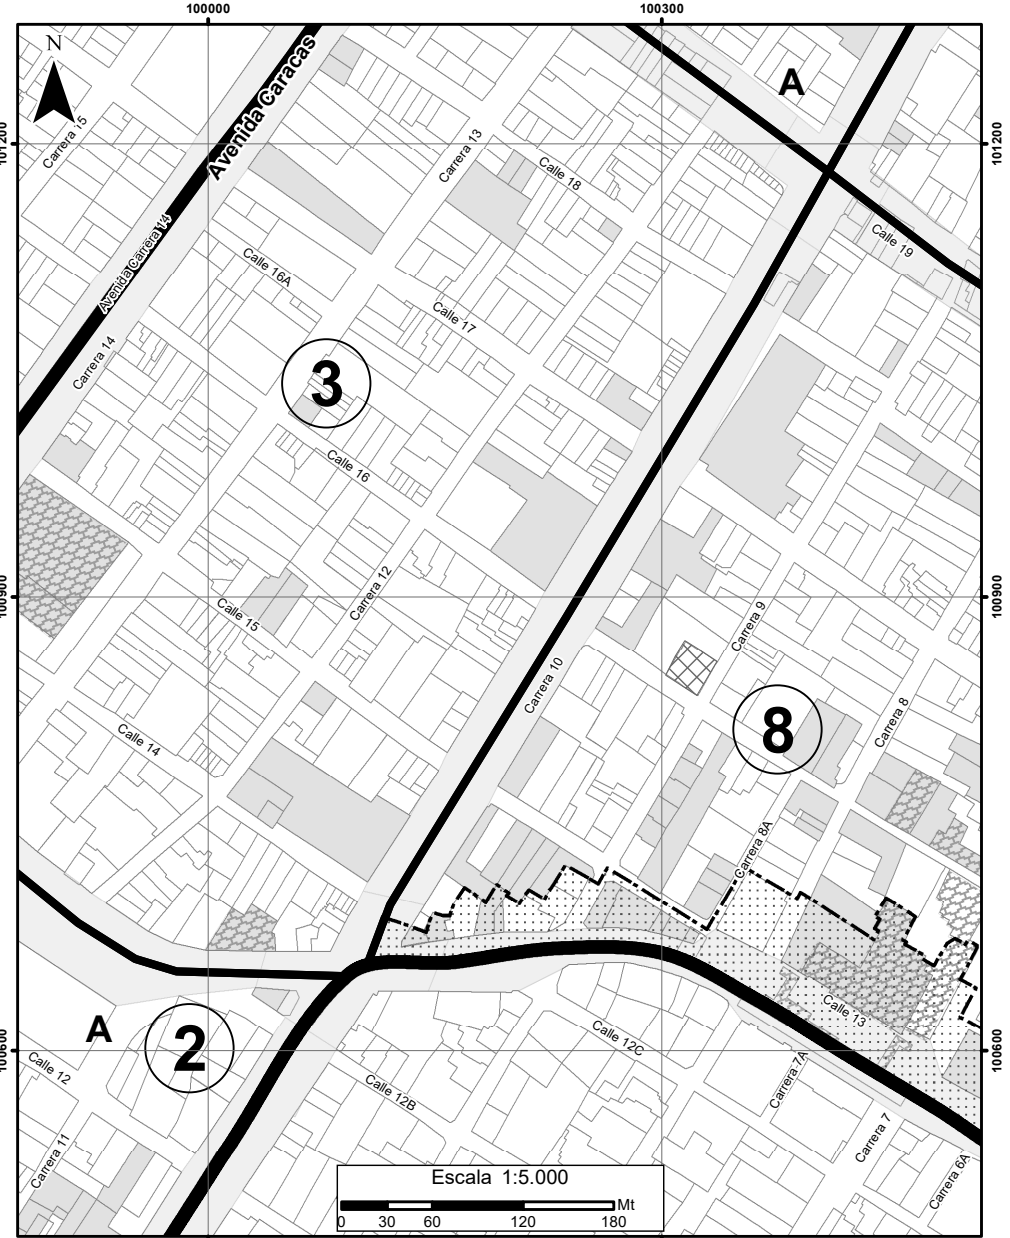 100000
100300
N
A
Avenida Caracas
Carrera 15
101200
101200
Carrera 13
Calle 18
Calle 19
Avenida Carrera 14
Calle 16A
Calle 17
Carrera 14
3
Calle 16
100900
100900
Carrera 12
Calle 15
Carrera 9
Carrera 10
8
Carrera 8
Calle 14
Carrera 8A
Calle 13
A
2
100600
100600
Calle 12C
Calle 12
Calle 12B
Carrera 7A
Carrera 7
Carrera 11
Carrera 6A
Escala 1:5.000
Mt
0 30 60 120 180